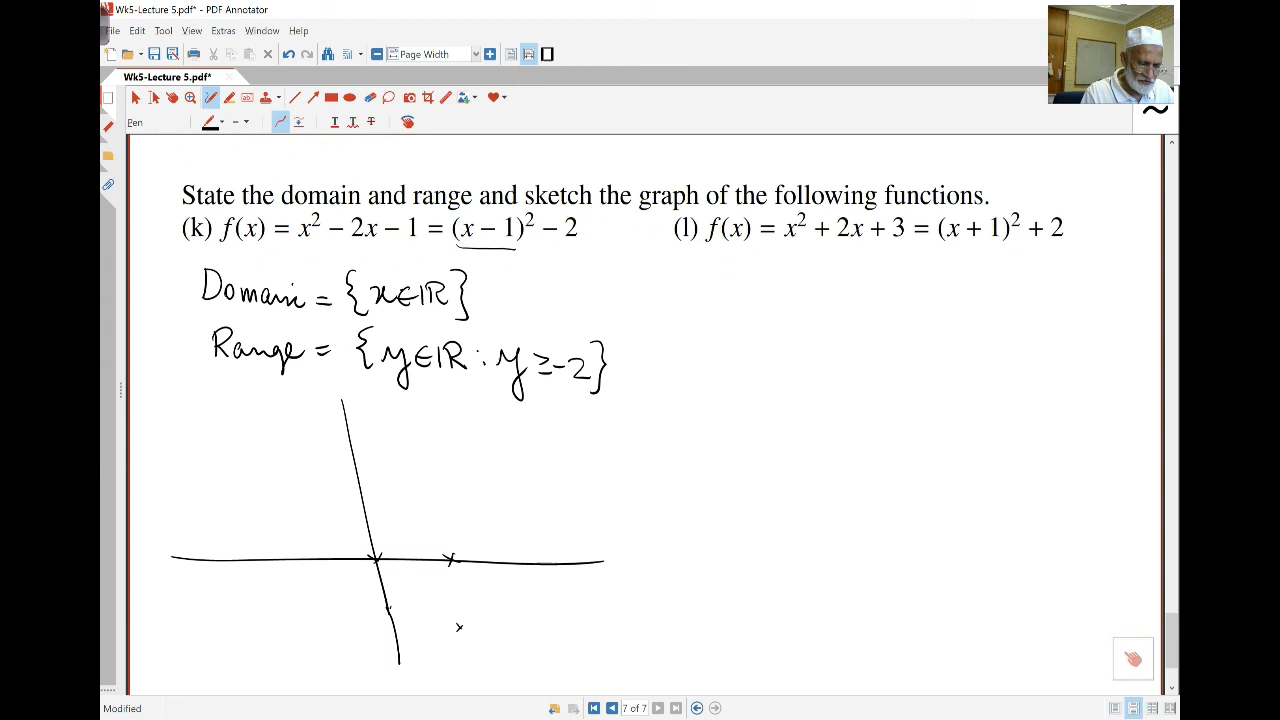 Wk5-Lecture 5.pdf* - PDF Annotator
File Edit Tool View Extras Window Help
Page Width
Wk5-Lecture 5.pdf*
Pen
State the domain and range and sketch the graph of the following functions.
(k) f(x) = x² − 2x − 1 = (x − 1)² − 2
(l) f(x) = x² + 2x + 3 = (x + 1)² + 2
Domain = {x∈ℝ}
Range = {y∈ℝ : y ≥ -2}
Modified
7 of 7